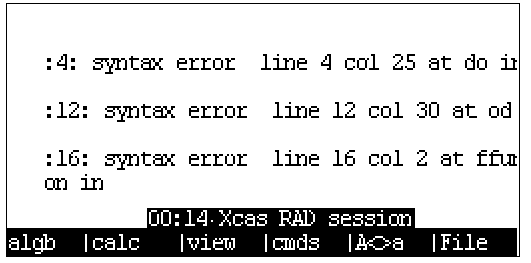 :4: syntax error  line 4 col 25 at do in
:12: syntax error  line 12 col 30 at od
:16: syntax error  line 16 col 2 at ffun
on in
00:14 Xcas RAD session
algb |calc |view |cmds |A<>a |File